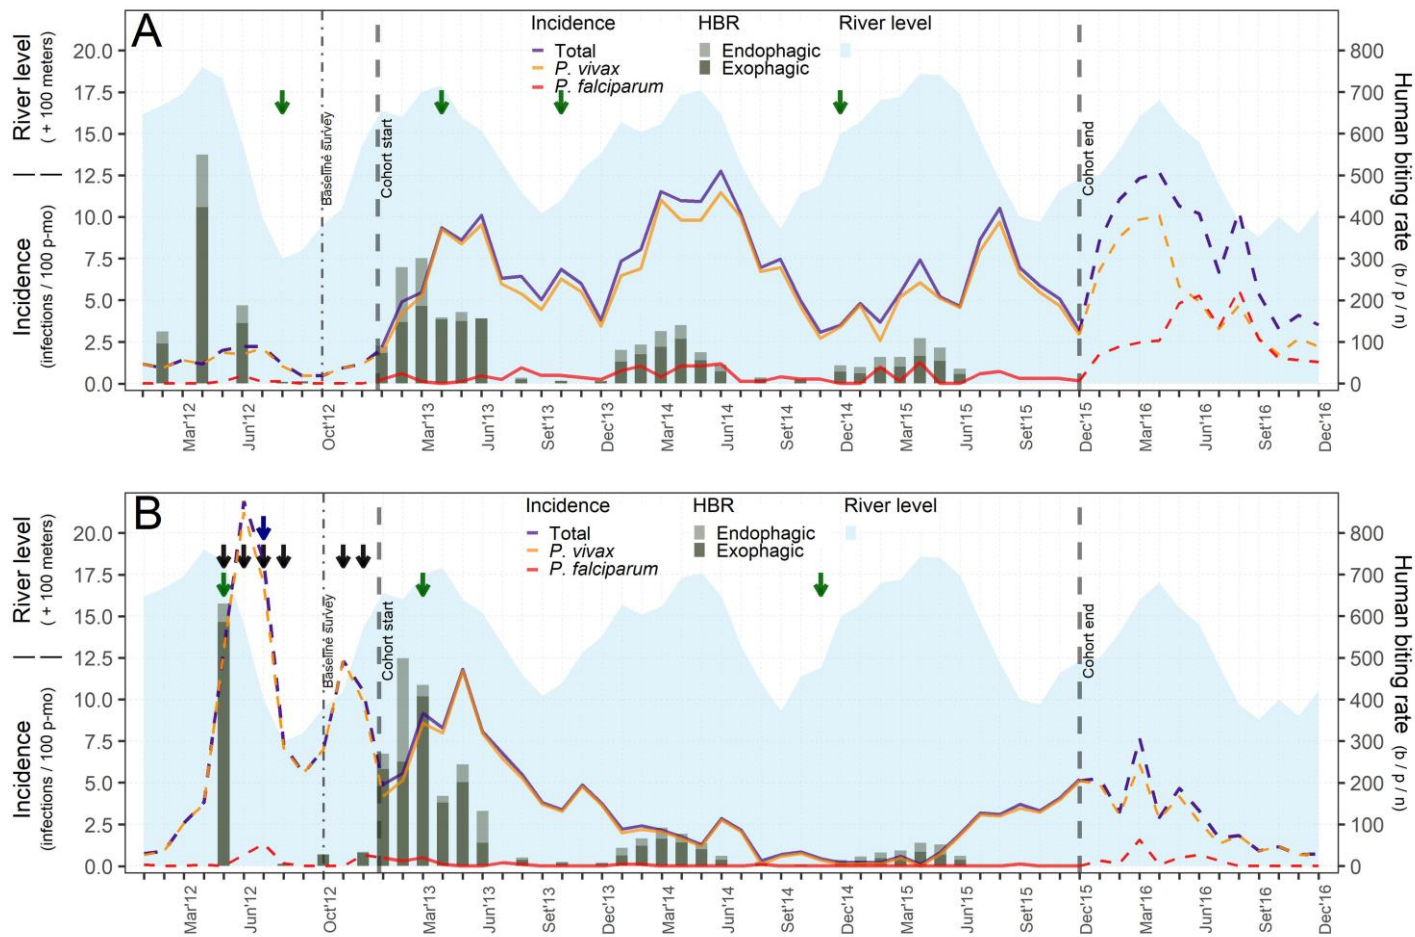 A
Incidence
Total
P. vivax
P. falciparum
HBR
Endophagic
Exophagic
River level
River level
( + 100 meters)
Incidence
(infections / 100 p-mo)
20.0
17.5
15.0
12.5
10.0
7.5
5.0
2.5
0.0
Baseline survey
Cohort start
Cohort end
800
700
600
500
400
300
200
100
0
Human biting rate (b / p / n)
Mar'12
Jun'12
Oct'12
Mar'13
Jun'13
Set'13
Dec'13
Mar'14
Jun'14
Set'14
Dec'14
Mar'15
Jun'15
Set'15
Dec'15
Mar'16
Jun'16
Set'16
Dec'16
B
Incidence
Total
P. vivax
P. falciparum
HBR
Endophagic
Exophagic
River level
River level
( + 100 meters)
Incidence
(infections / 100 p-mo)
20.0
17.5
15.0
12.5
10.0
7.5
5.0
2.5
0.0
Baseline survey
Cohort start
Cohort end
800
700
600
500
400
300
200
100
0
Human biting rate (b / p / n)
Mar'12
Jun'12
Oct'12
Mar'13
Jun'13
Set'13
Dec'13
Mar'14
Jun'14
Set'14
Dec'14
Mar'15
Jun'15
Set'15
Dec'15
Mar'16
Jun'16
Set'16
Dec'16